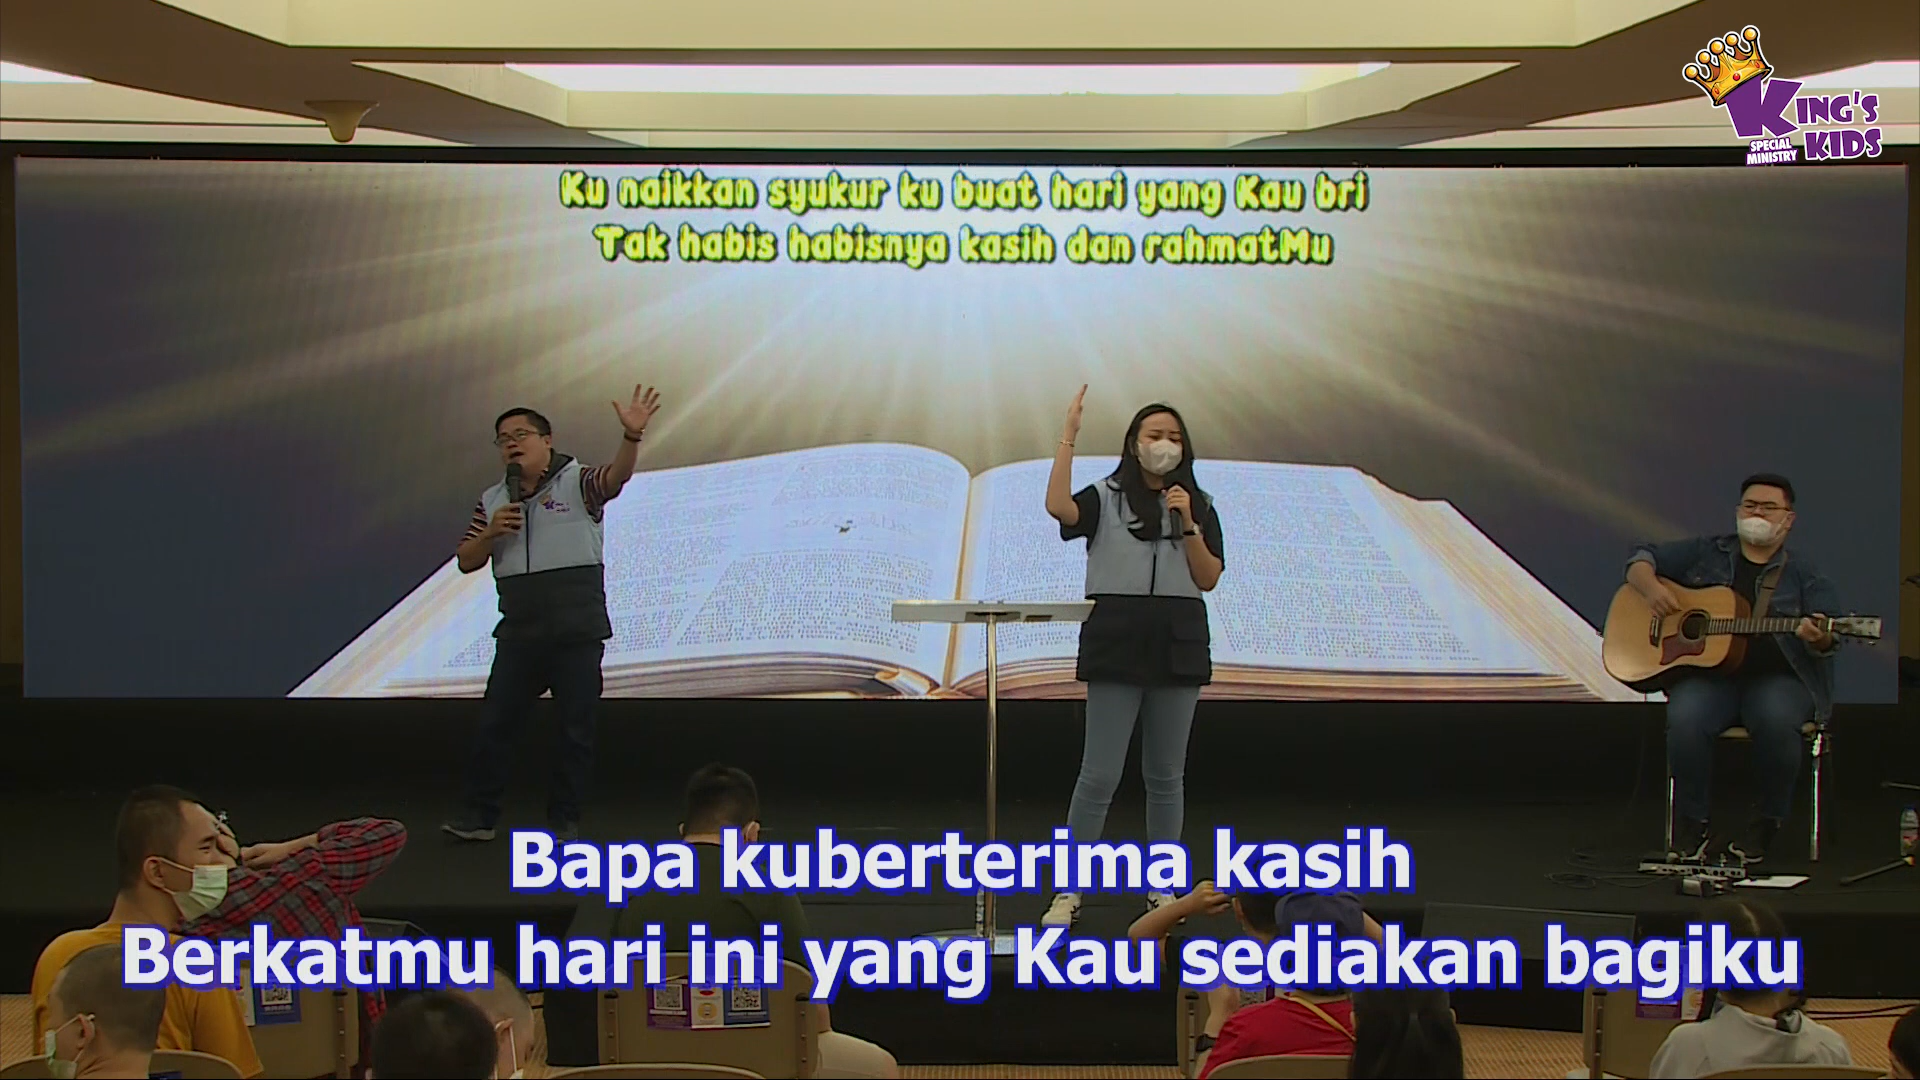 KING'S
KIDS
SPECIAL
MINISTRY
Ku naikkan syukur ku buat hari yang Kau bri
Tak habis habisnya kasih dan rahmatMu
Bapa kuberterima kasih
Berkatmu hari ini yang Kau sediakan bagiku